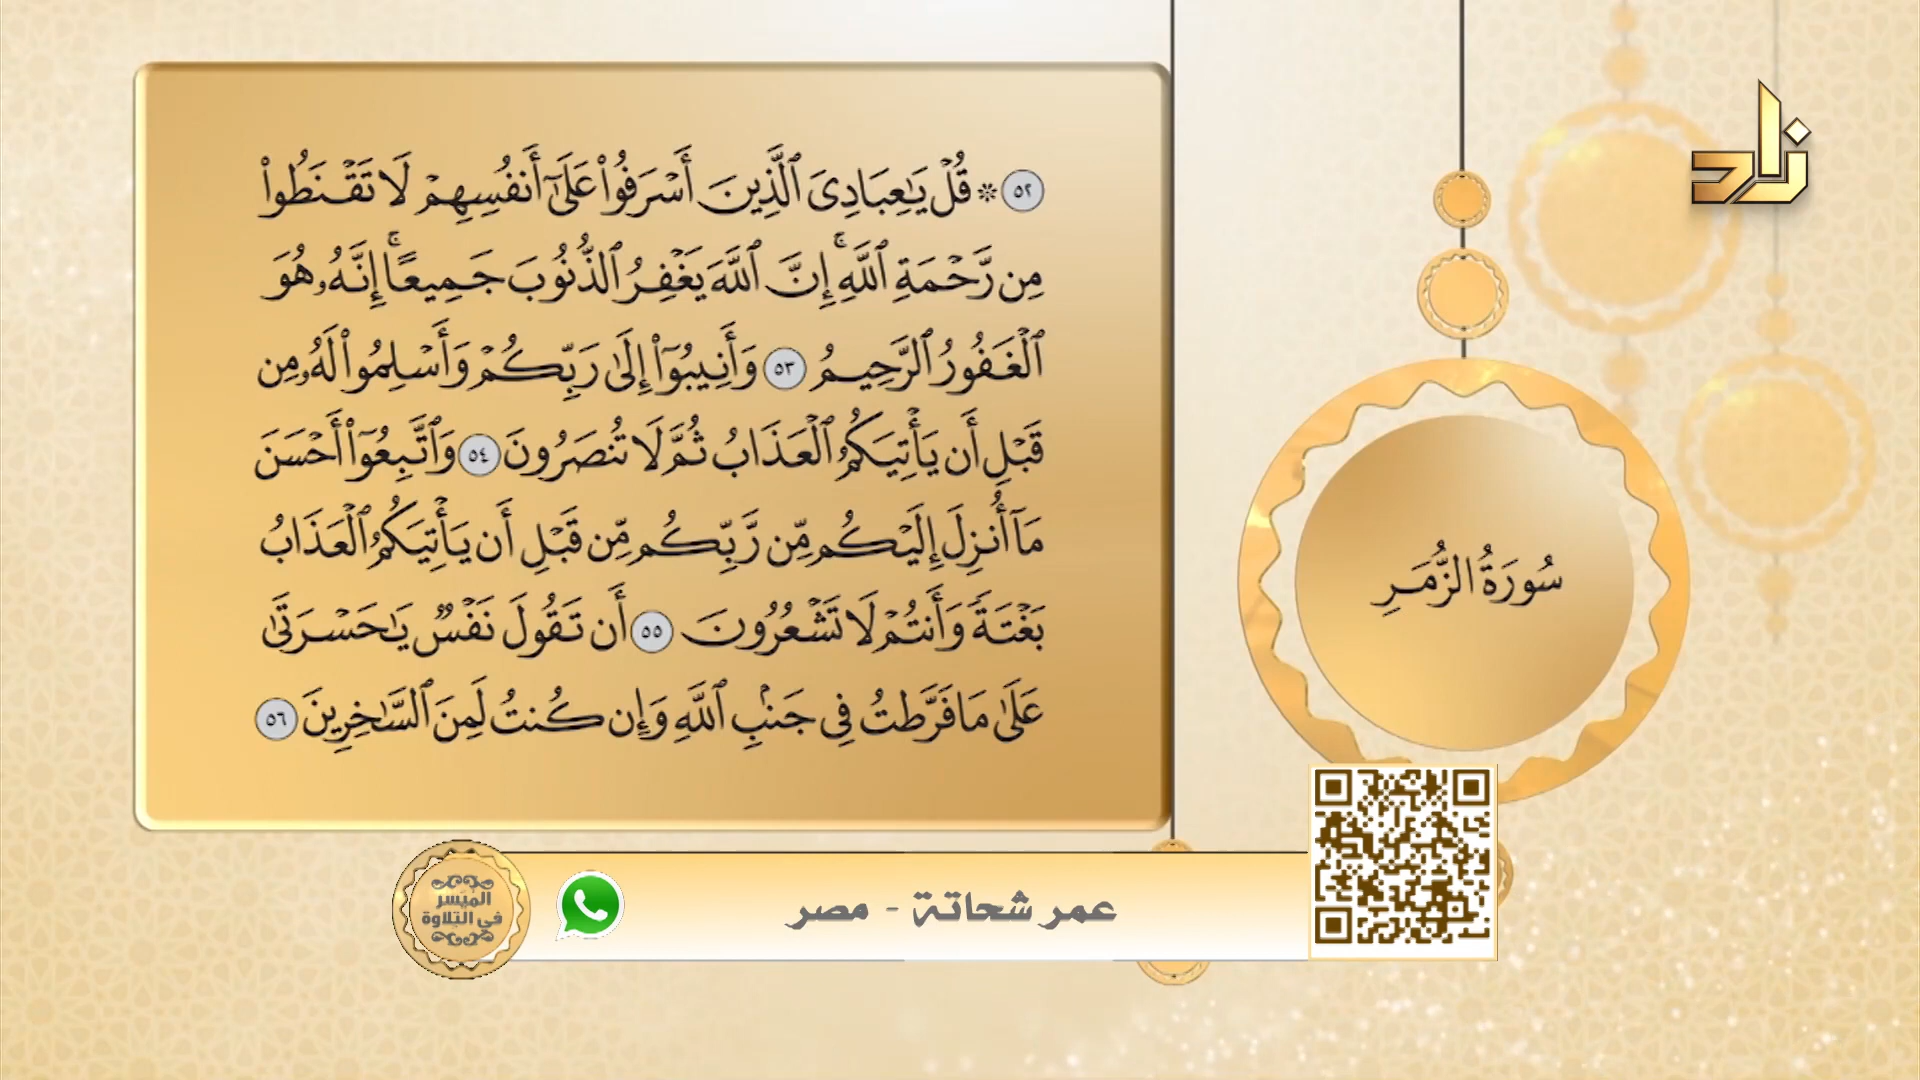 زاد
۝٥٢ ۞ قُلۡ يَٰعِبَادِيَ ٱلَّذِينَ أَسۡرَفُواْ عَلَىٰٓ أَنفُسِهِمۡ لَا تَقۡنَطُواْ
مِن رَّحۡمَةِ ٱللَّهِۚ إِنَّ ٱللَّهَ يَغۡفِرُ ٱلذُّنُوبَ جَمِيعًاۚ إِنَّهُۥ هُوَ
ٱلۡغَفُورُ ٱلرَّحِيمُ ۝٥٣ وَأَنِيبُوٓاْ إِلَىٰ رَبِّكُمۡ وَأَسۡلِمُواْ لَهُۥ مِن
قَبۡلِ أَن يَأۡتِيَكُمُ ٱلۡعَذَابُ ثُمَّ لَا تُنصَرُونَ ۝٥٤ وَٱتَّبِعُوٓاْ أَحۡسَنَ
مَآ أُنزِلَ إِلَيۡكُم مِّن رَّبِّكُم مِّن قَبۡلِ أَن يَأۡتِيَكُمُ ٱلۡعَذَابُ
بَغۡتَةٗ وَأَنتُمۡ لَا تَشۡعُرُونَ ۝٥٥ أَن تَقُولَ نَفۡسٞ يَٰحَسۡرَتَىٰ
عَلَىٰ مَا فَرَّطتُ فِي جَنۢبِ ٱللَّهِ وَإِن كُنتُ لَمِنَ ٱلسَّٰخِرِينَ ۝٥٦
سُورَةُ الزُّمَرِ
عمر شحاتة - مصر
الميسر
في التلاوة